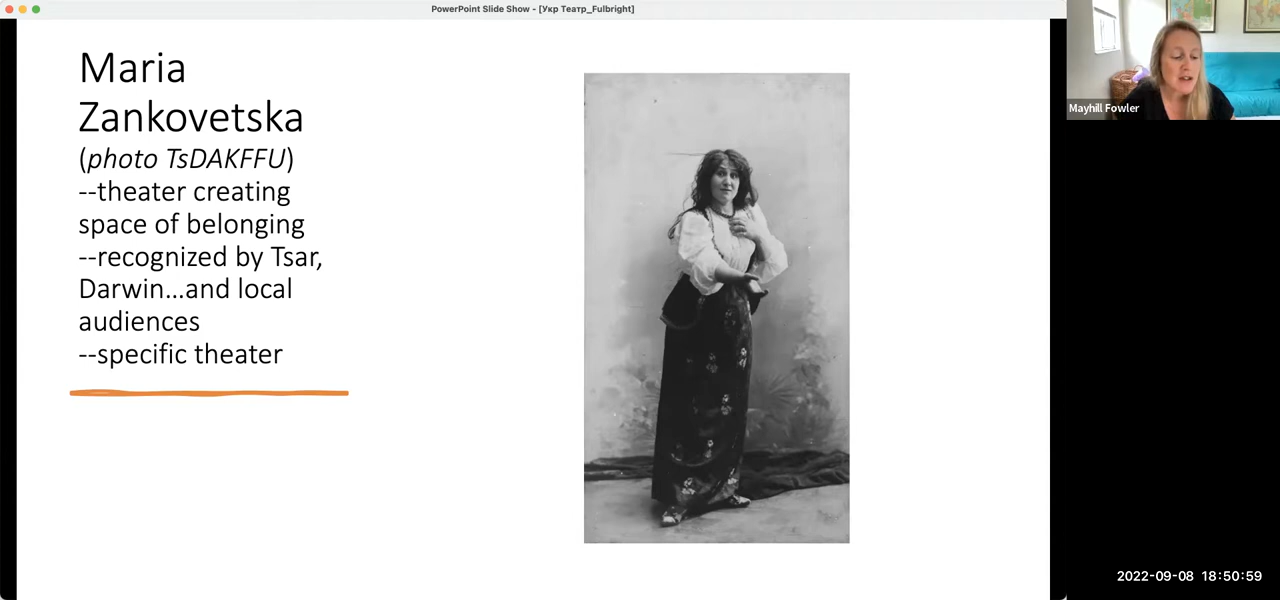 PowerPoint Slide Show - [Укр Театр_Fulbright]
Maria
Zankovetska
(photo TsDAKFFU)
--theater creating
space of belonging
--recognized by Tsar,
Darwin...and local
audiences
--specific theater
Mayhill Fowler
2022-09-08 18:50:59